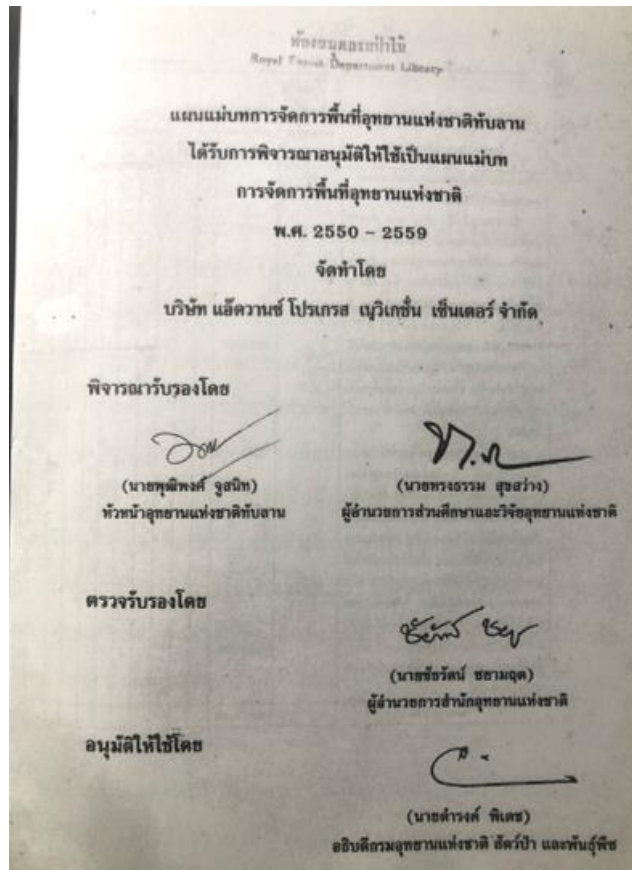 ห้องสมุดกรมป่าไม้
Royal Forest Department Library
แผนแม่บทการจัดการพื้นที่อุทยานแห่งชาติทับลาน
ได้รับการพิจารณาอนุมัติให้ใช้เป็นแผนแม่บท
การจัดการพื้นที่อุทยานแห่งชาติ
พ.ศ. 2550 - 2559
จัดทำโดย
บริษัท แอ๊ดวานซ์ โปรเกรส เนวิเกชั่น เซ็นเตอร์ จำกัด
พิจารณารับรองโดย
(นายพุฒิพงศ์ จูสนิท) (นายทรงธรรม สุขสว่าง)
หัวหน้าอุทยานแห่งชาติทับลาน ผู้อำนวยการส่วนศึกษาและวิจัยอุทยานแห่งชาติ
ตรวจรับรองโดย
(นายชัยรัตน์ ชยามฤต)
ผู้อำนวยการสำนักอุทยานแห่งชาติ
อนุมัติให้ใช้โดย
(นายดำรงค์ พิเดช)
อธิบดีกรมอุทยานแห่งชาติ สัตว์ป่า และพันธุ์พืช